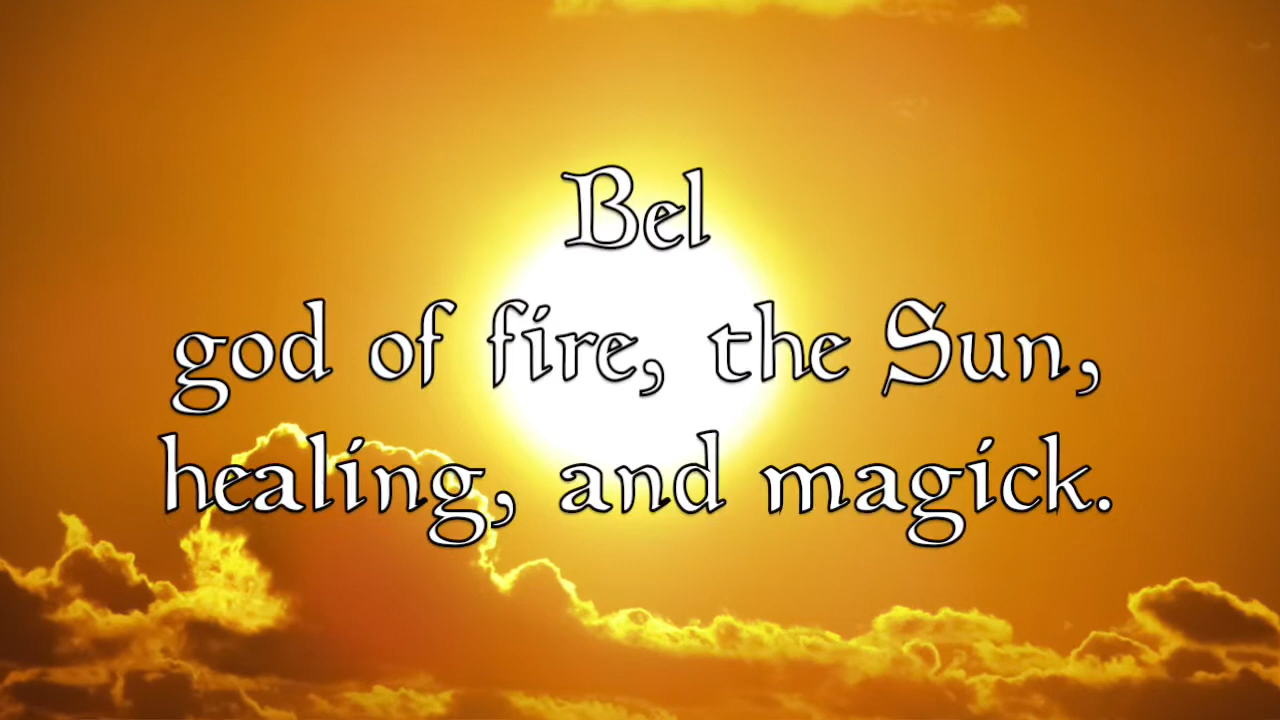 Bel
god of fire, the Sun,
healing, and magick.